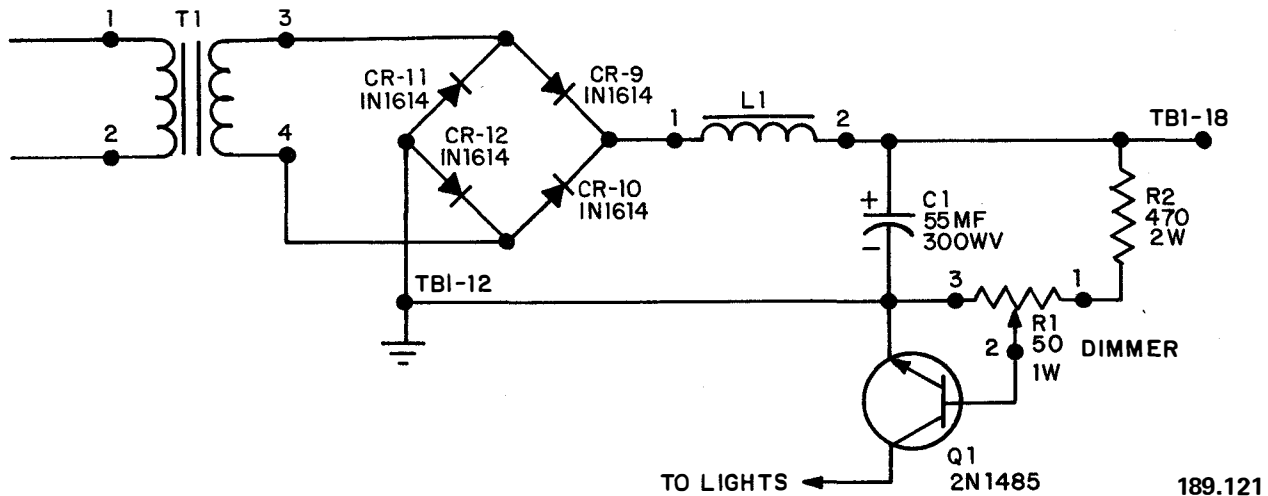 1
T1
3
2
4
CR-11
IN1614
CR-9
IN1614
CR-12
IN1614
CR-10
IN1614
1
L1
2
TB1-18
+
C1
55MF
300WV
-
R2
470
2W
TB1-12
3
1
R1
50
1W
2
DIMMER
Q1
2N1485
TO LIGHTS
189.121